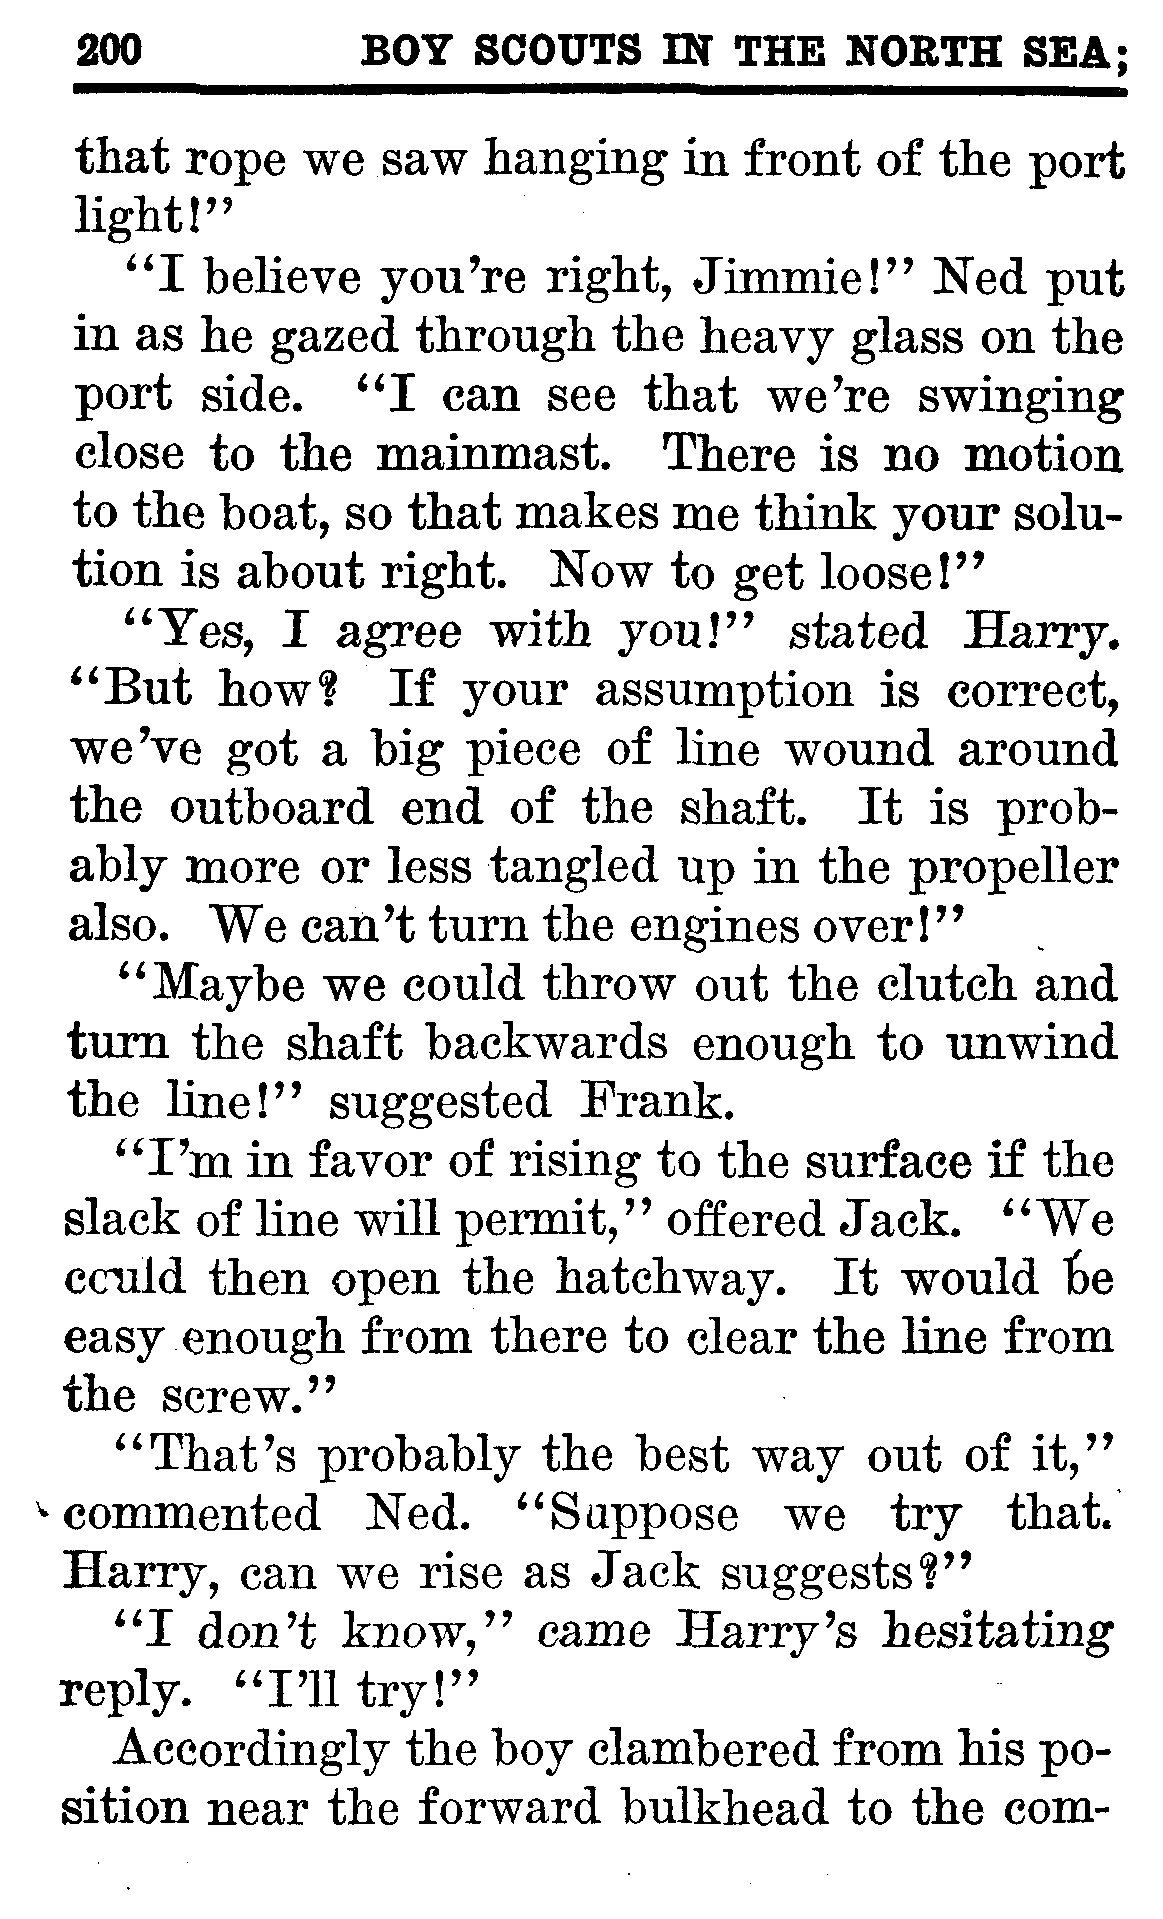 200 BOY SCOUTS IN THE NORTH SEA;
that rope we saw hanging in front of the port
light!”
“I believe you’re right, Jimmie!” Ned put
in as he gazed through the heavy glass on the
port side. “I can see that we’re swinging
close to the mainmast. There is no motion
to the boat, so that makes me think your solu-
tion is about right. Now to get loose!”
“Yes, I agree with you!” stated Harry.
“But how? If your assumption is correct,
we’ve got a big piece of line wound around
the outboard end of the shaft. It is prob-
ably more or less tangled up in the propeller
also. We can’t turn the engines over!”
“Maybe we could throw out the clutch and
turn the shaft backwards enough to unwind
the line!” suggested Frank.
“I’m in favor of rising to the surface if the
slack of line will permit,” offered Jack. “We
could then open the hatchway. It would be
easy enough from there to clear the line from
the screw.”
“That’s probably the best way out of it,”
commented Ned. “Suppose we try that.
Harry, can we rise as Jack suggests?”
“I don’t know,” came Harry’s hesitating
reply. “I’ll try!”
Accordingly the boy clambered from his po-
sition near the forward bulkhead to the com-